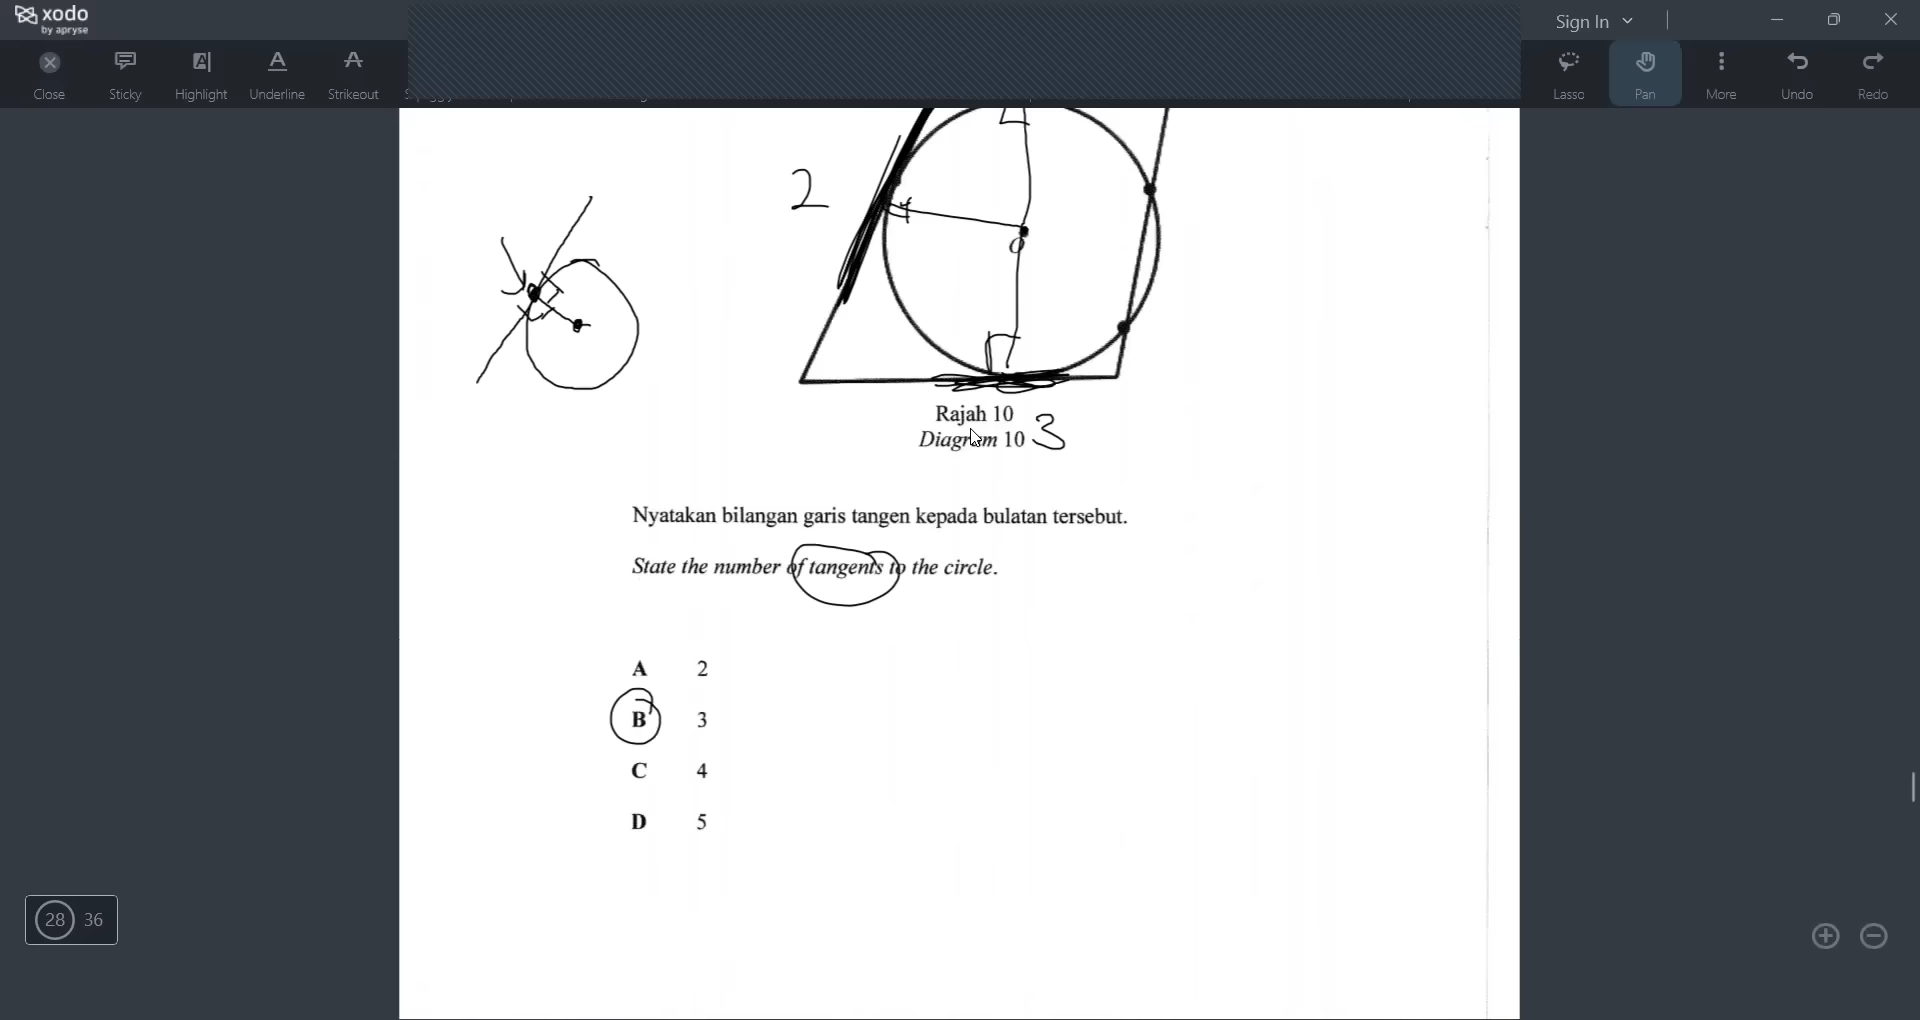 xodo
by apryse
Sign In
Close
Sticky
Highlight
Underline
Strikeout
Lasso
Pan
More
Undo
Redo
2
O
Rajah 10
Diagram 10
3
Nyatakan bilangan garis tangen kepada bulatan tersebut.
State the number of tangents to the circle.
A 2
B 3
C 4
D 5
28 36